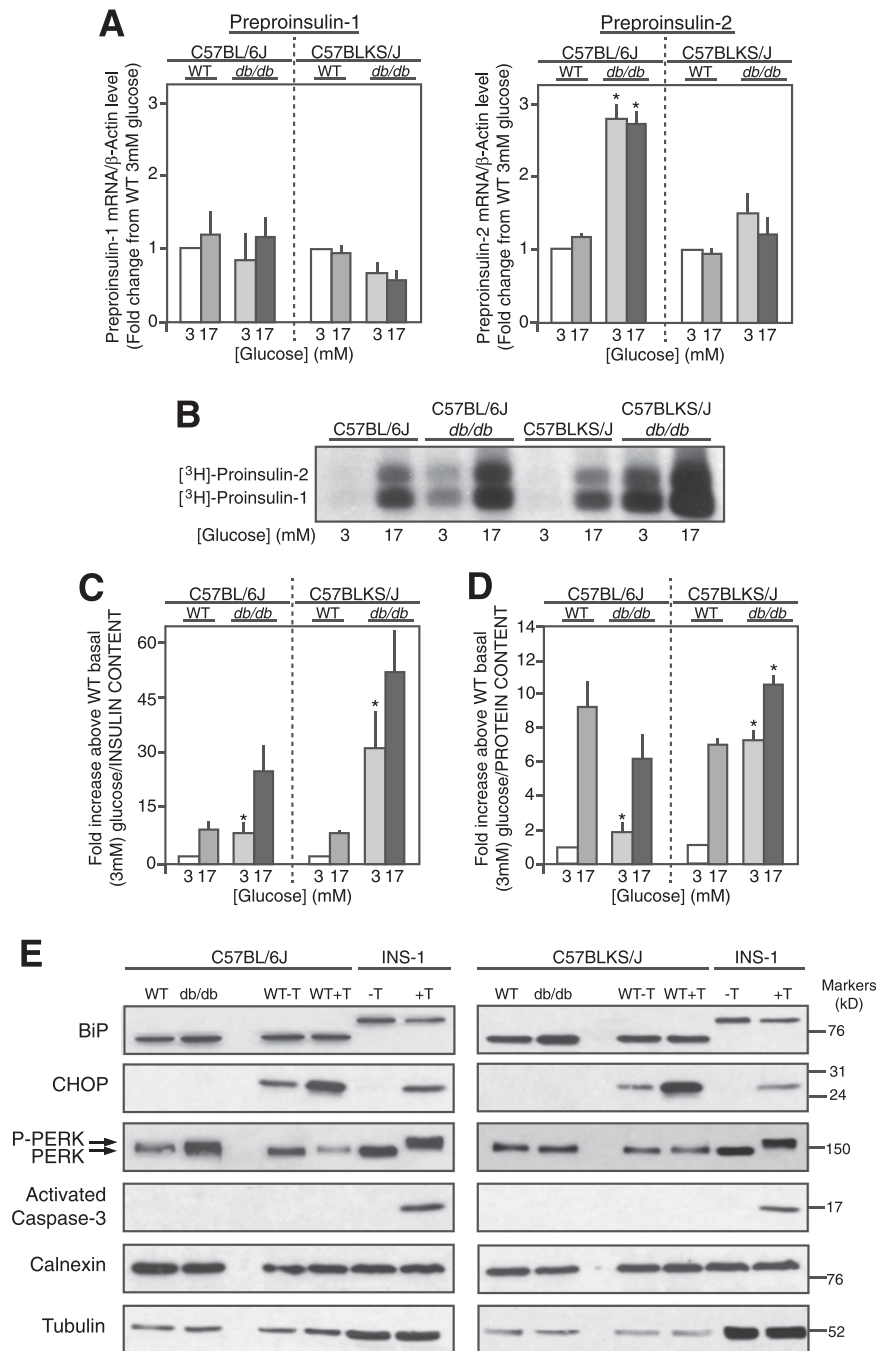 A
Preproinsulin-1
C57BL/6J C57BLKS/J
WT db/db WT db/db
Preproinsulin-1 mRNA/β-Actin level
(Fold change from WT 3mM glucose)
3
2
1
0
3 17 3 17 3 17 3 17
[Glucose] (mM)
Preproinsulin-2
C57BL/6J C57BLKS/J
WT db/db WT db/db
Preproinsulin-2 mRNA/β-Actin level
(Fold change from WT 3mM glucose)
3
2
1
0
* *
3 17 3 17 3 17 3 17
[Glucose] (mM)
B
C57BL/6J C57BL/6J db/db C57BLKS/J C57BLKS/J db/db
[³H]-Proinsulin-2
[³H]-Proinsulin-1
[Glucose] (mM) 3 17 3 17 3 17 3 17
C
C57BL/6J C57BLKS/J
WT db/db WT db/db
Fold increase above WT basal
(3mM) glucose/INSULIN CONTENT
60
45
30
15
0
* *
3 17 3 17 3 17 3 17
[Glucose] (mM)
D
C57BL/6J C57BLKS/J
WT db/db WT db/db
Fold increase above WT basal
(3mM) glucose/PROTEIN CONTENT
14
12
10
8
6
4
2
0
* * *
3 17 3 17 3 17 3 17
[Glucose] (mM)
E
C57BL/6J INS-1 C57BLKS/J INS-1
WT db/db WT-T WT+T -T +T WT db/db WT-T WT+T -T +T Markers
(kD)
BiP 76
CHOP 31
24
P-PERK
PERK 150
Activated
Caspase-3 17
Calnexin 76
Tubulin 52